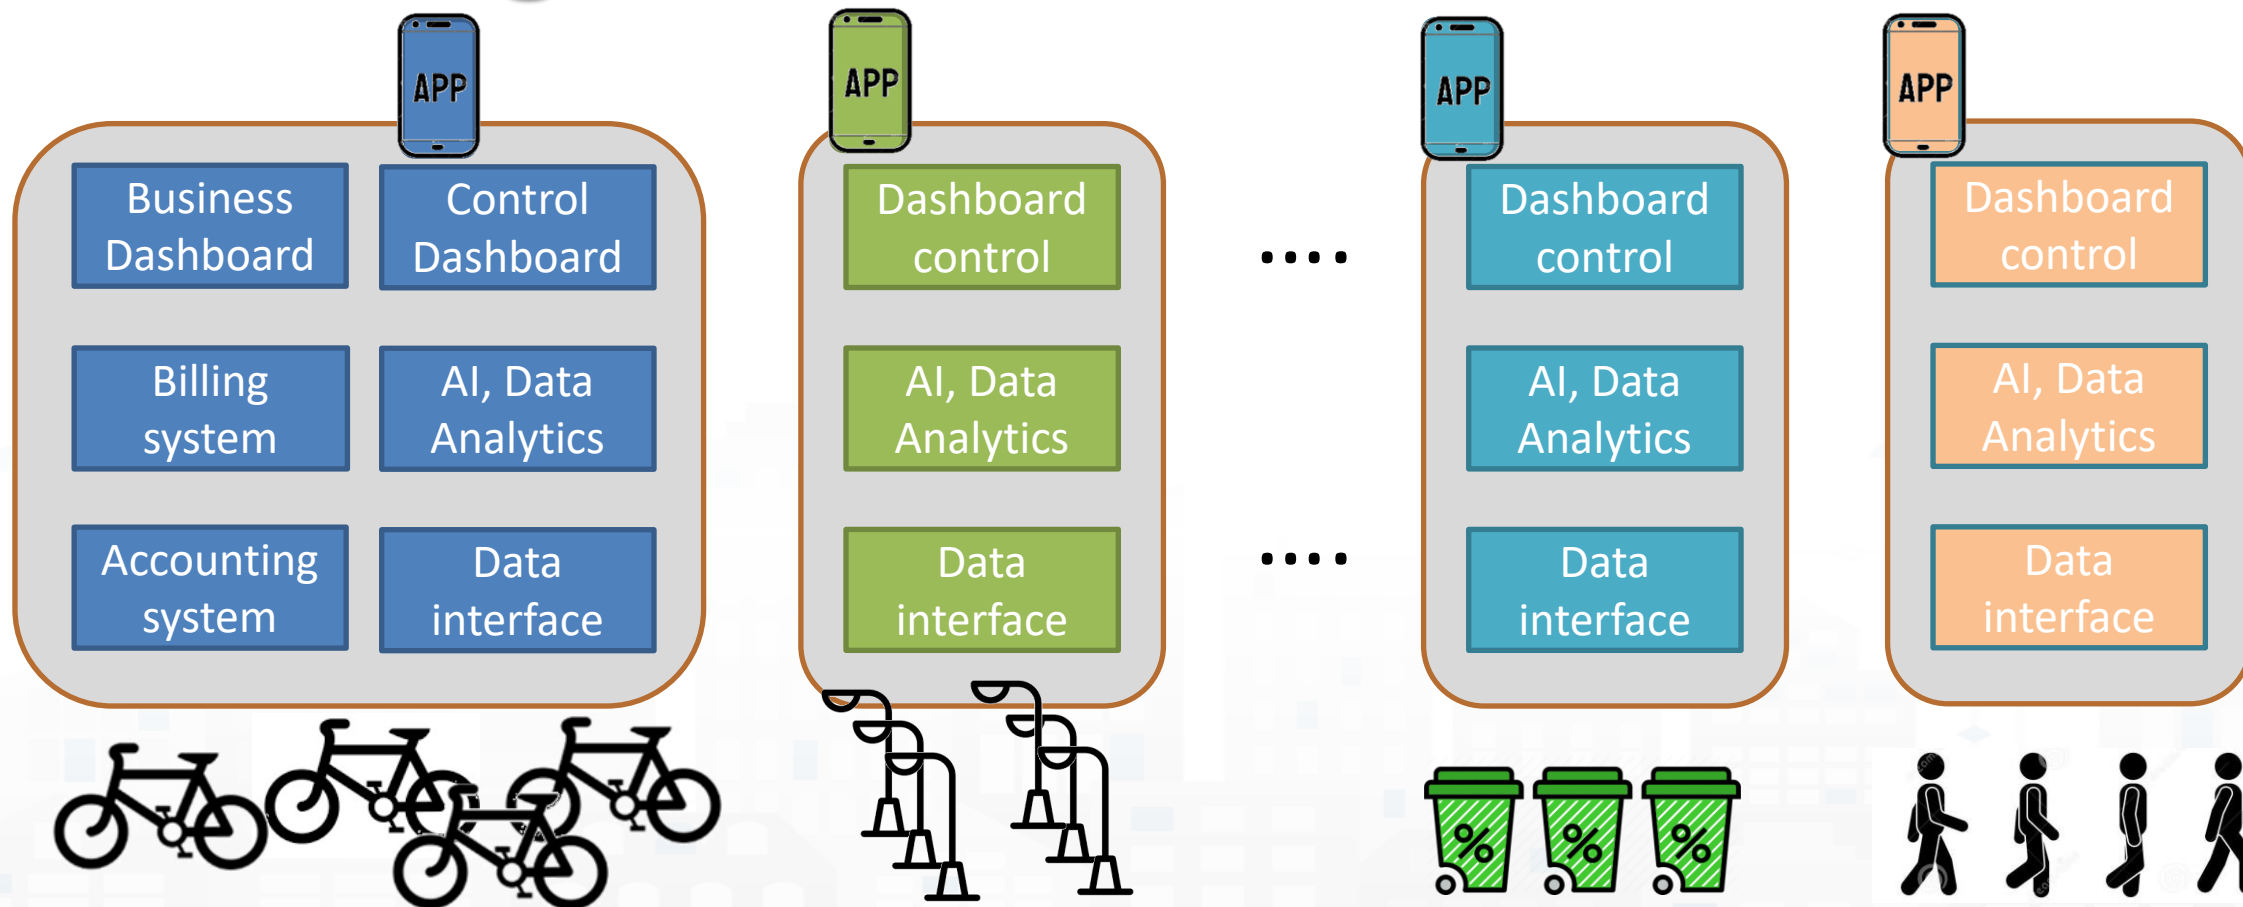 APP
Business
Dashboard
Control
Dashboard
Billing
system
AI, Data
Analytics
Accounting
system
Data
interface
APP
Dashboard
control
AI, Data
Analytics
Data
interface
....
....
APP
Dashboard
control
AI, Data
Analytics
Data
interface
%
%
%
APP
Dashboard
control
AI, Data
Analytics
Data
interface